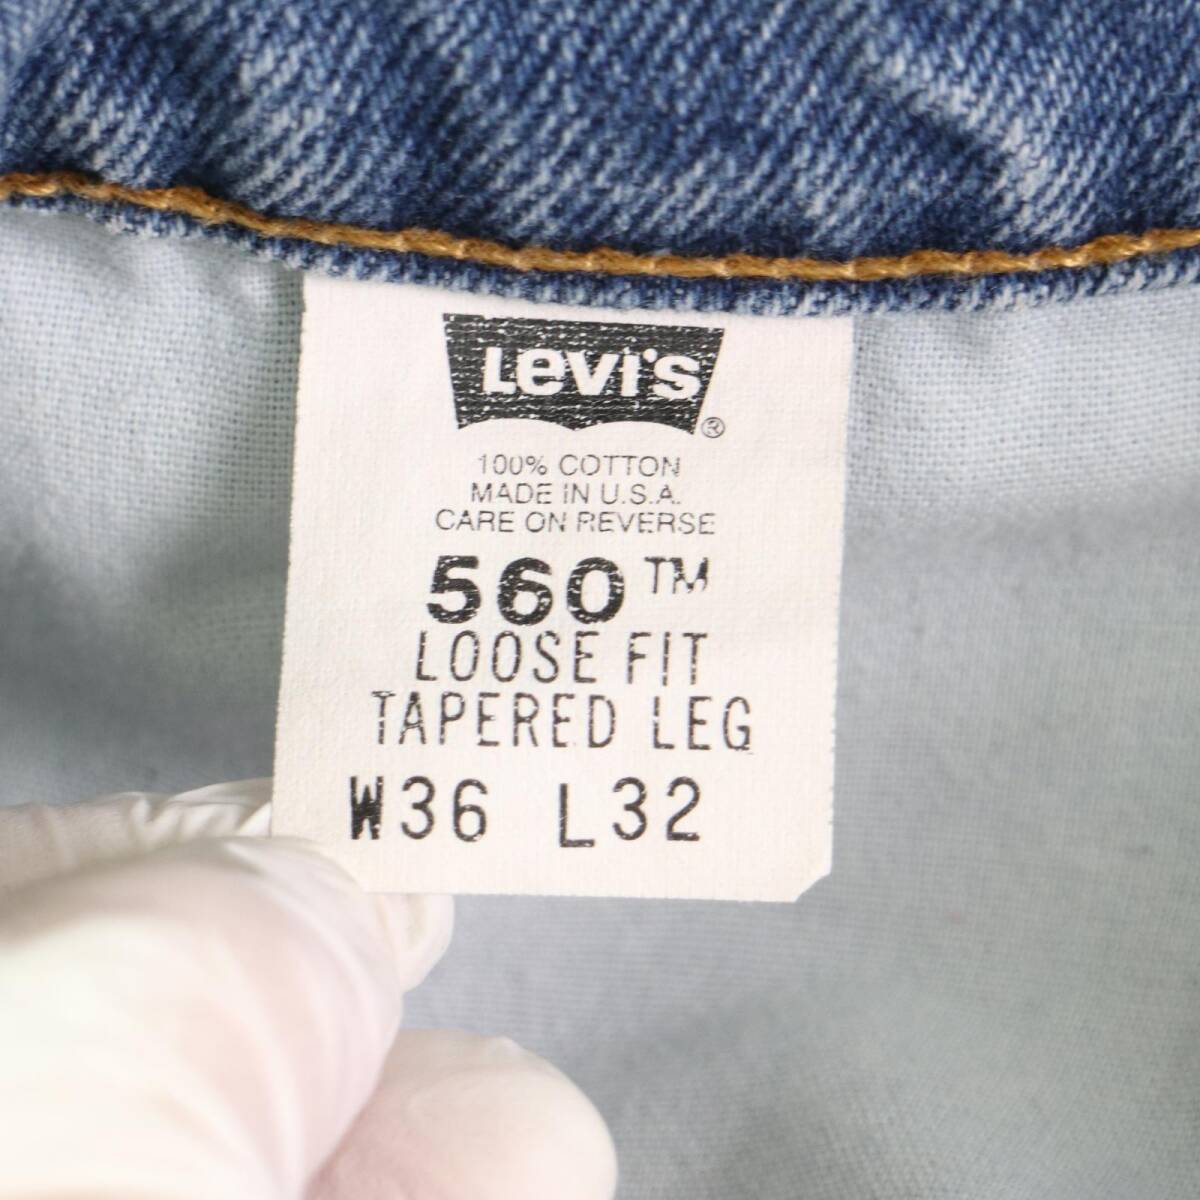 Levi's ®
100% COTTON
MADE IN U.S.A.
CARE ON REVERSE
560™
LOOSE FIT
TAPERED LEG
W36 L32